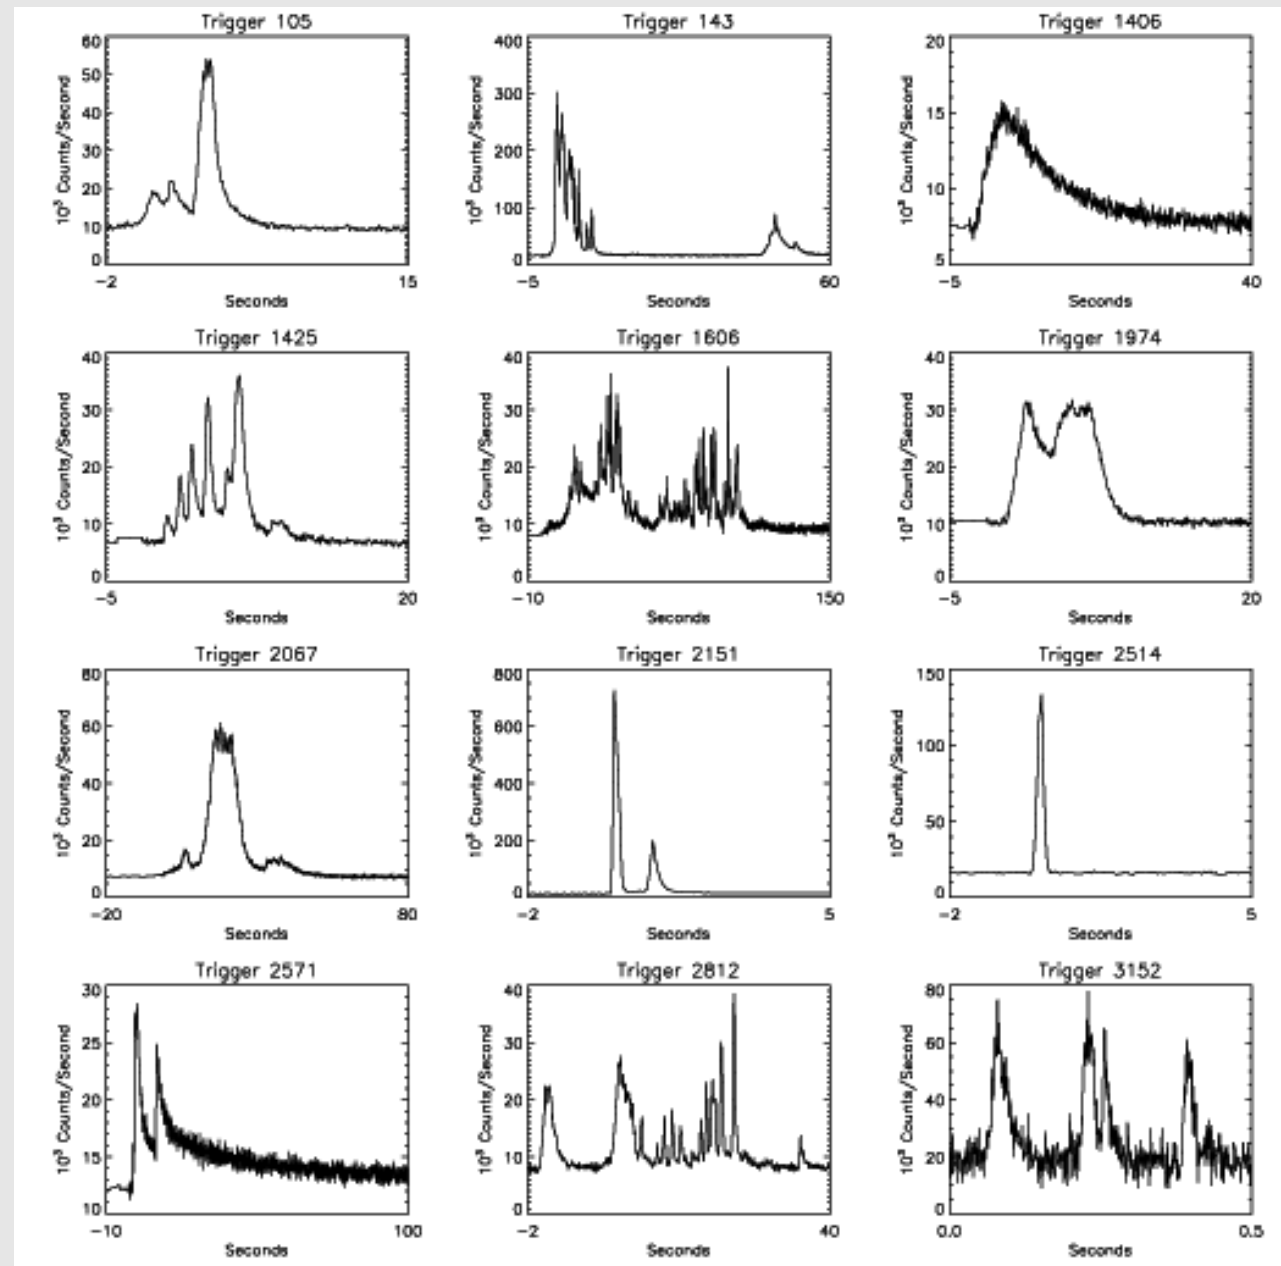 Trigger 105
60
50
40
30
20
10
0
10³ Counts/Second
-2
15
Seconds
Trigger 143
400
300
200
100
0
10³ Counts/Second
-5
60
Seconds
Trigger 1406
20
15
10
5
10³ Counts/Second
-5
40
Seconds
Trigger 1425
40
30
20
10
0
10³ Counts/Second
-5
20
Seconds
Trigger 1606
40
30
20
10
0
10³ Counts/Second
-10
150
Seconds
Trigger 1974
40
30
20
10
0
10³ Counts/Second
-5
20
Seconds
Trigger 2067
80
60
40
20
0
10³ Counts/Second
-20
80
Seconds
Trigger 2151
800
600
400
200
0
10³ Counts/Second
-2
5
Seconds
Trigger 2514
150
100
50
0
10³ Counts/Second
-2
5
Seconds
Trigger 2571
30
25
20
15
10
10³ Counts/Second
-10
100
Seconds
Trigger 2812
40
30
20
10
0
10³ Counts/Second
-2
40
Seconds
Trigger 3152
80
60
40
20
0
10³ Counts/Second
0.0
0.5
Seconds